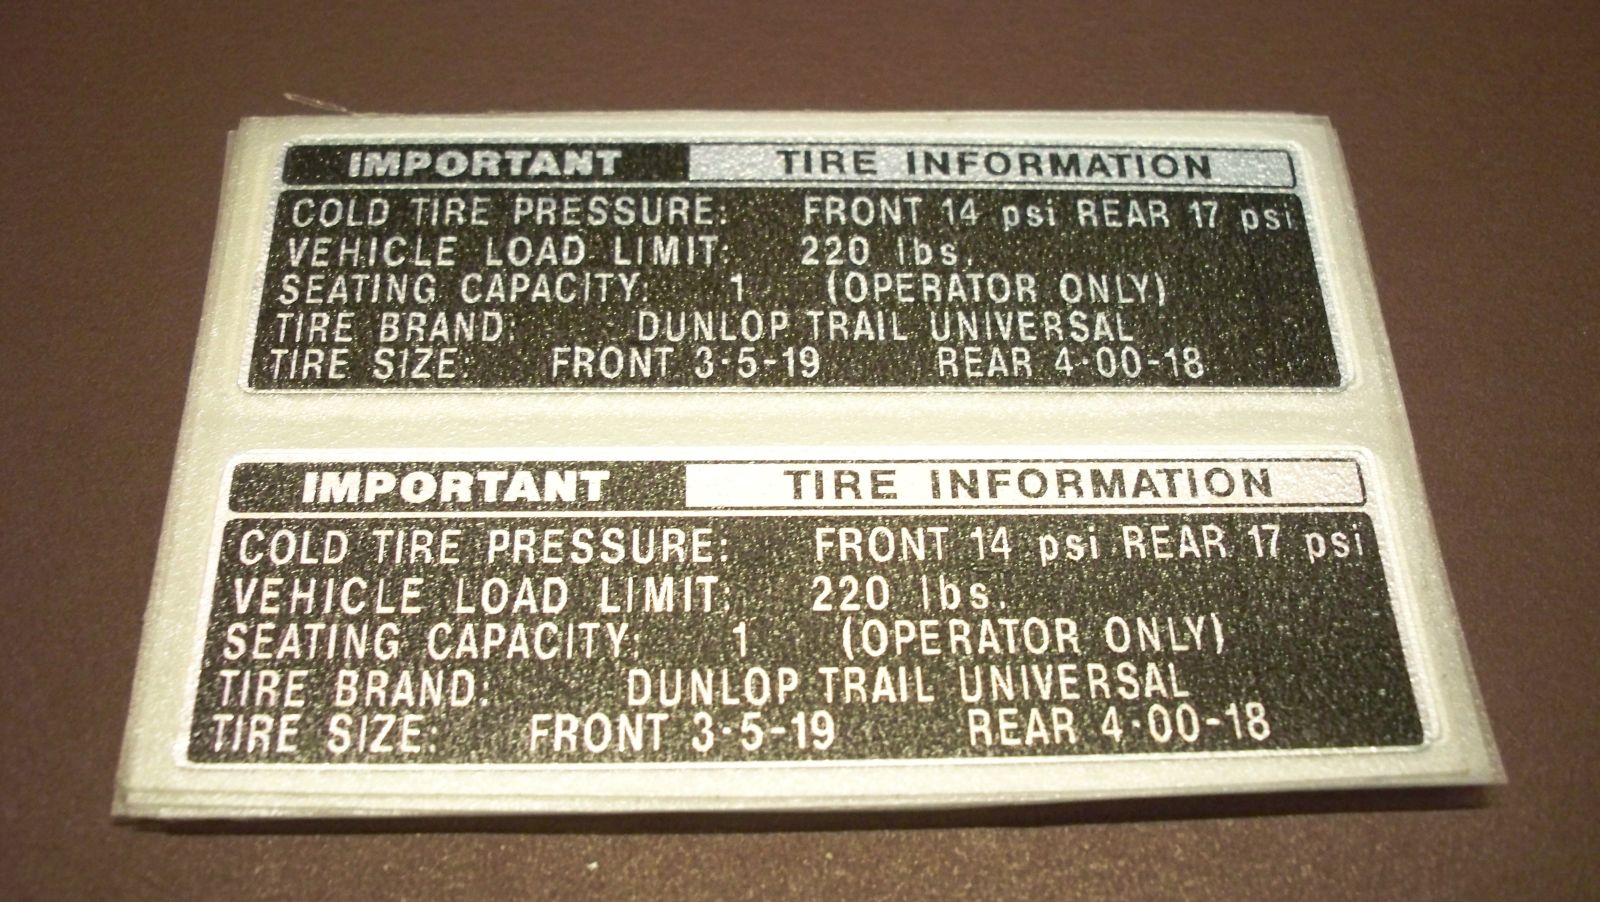 IMPORTANT TIRE INFORMATION
COLD TIRE PRESSURE: FRONT 14 psi REAR 17 psi
VEHICLE LOAD LIMIT: 220 lbs.
SEATING CAPACITY: 1 (OPERATOR ONLY)
TIRE BRAND: DUNLOP TRAIL UNIVERSAL
TIRE SIZE: FRONT 3·5-19 REAR 4·00-18
IMPORTANT TIRE INFORMATION
COLD TIRE PRESSURE: FRONT 14 psi REAR 17 psi
VEHICLE LOAD LIMIT: 220 lbs.
SEATING CAPACITY: 1 (OPERATOR ONLY)
TIRE BRAND: DUNLOP TRAIL UNIVERSAL
TIRE SIZE: FRONT 3·5-19 REAR 4·00-18